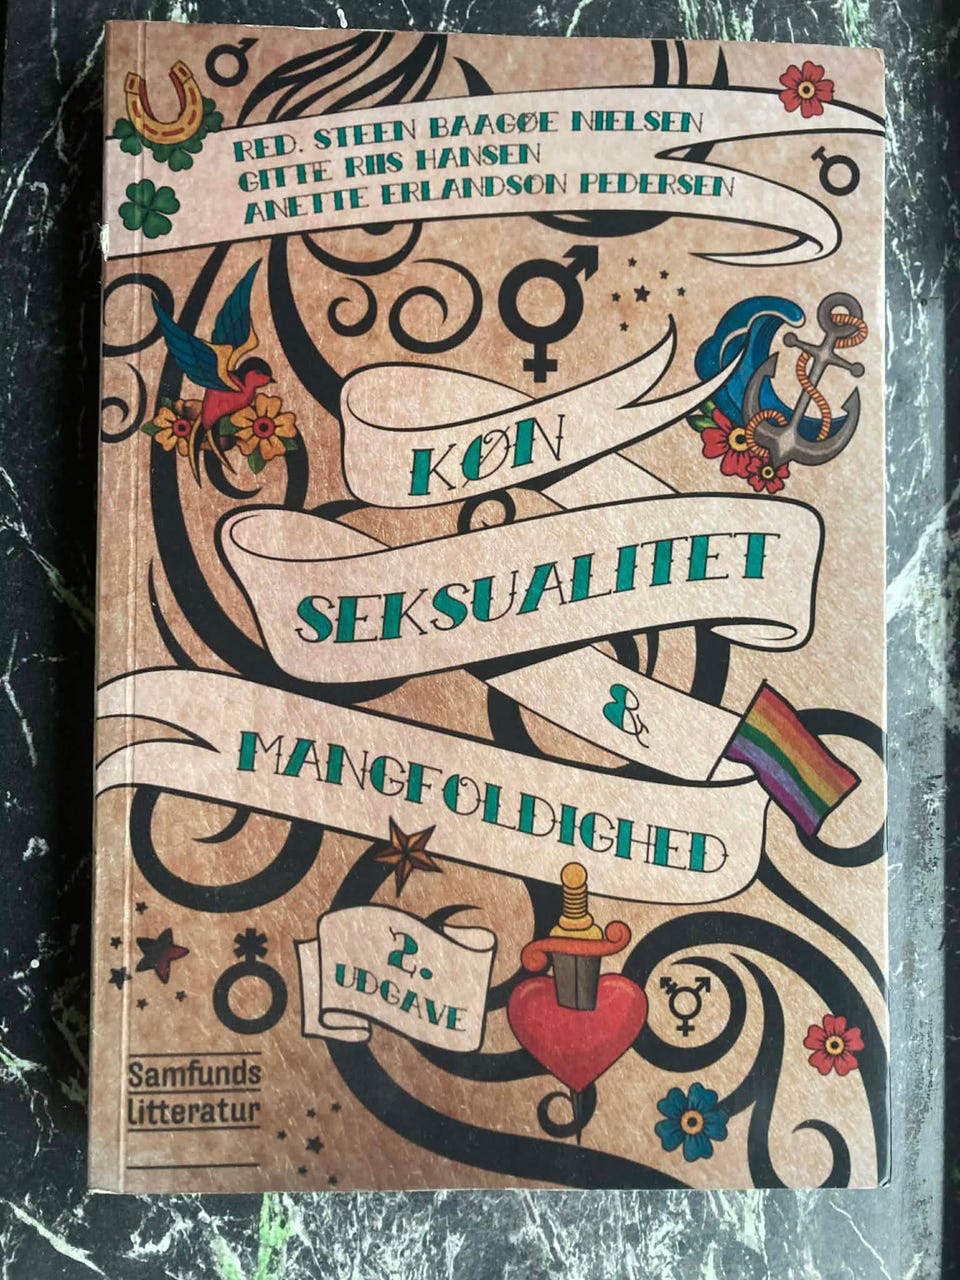 RED. STEEN BAAGØE NIELSEN
GITTE RIIS HANSEN
ANETTE ERLANDSON PEDERSEN
KØN
SEKSUALITET
&
MANGFOLDIGHED
2.
UDGAVE
Samfunds
litteratur